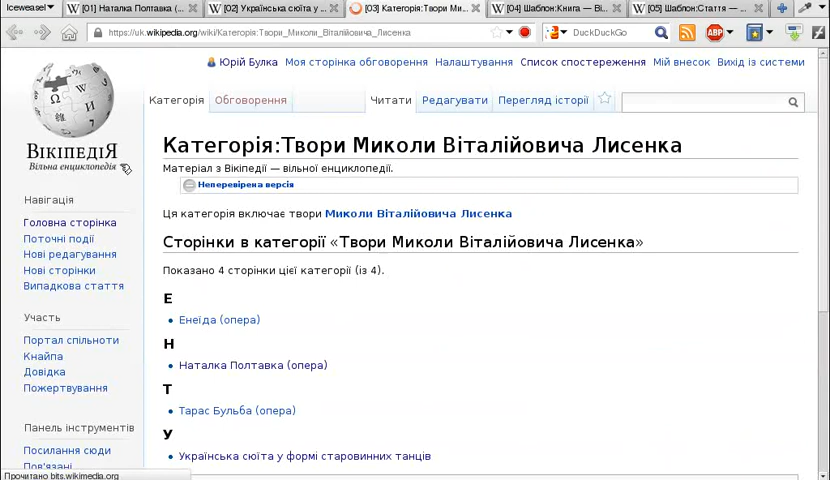 Iceweasel
[01] Наталка Полтавка (...
[02] Українська сюїта у ...
[03] Категорія:Твори Ми...
[04] Шаблон:Книга — Ві...
[05] Шаблон:Стаття — ...
https://uk.wikipedia.org/wiki/Категорія:Твори_Миколи_Віталійовича_Лисенка
DuckDuckGo
ABP
Юрій Булка Моя сторінка обговорення Налаштування Список спостереження Мій внесок Вихід із системи
Категорія Обговорення Читати Редагувати Перегляд історії
ВІКІПЕДІЯ
Вільна енциклопедія
Категорія:Твори Миколи Віталійовича Лисенка
Матеріал з Вікіпедії — вільної енциклопедії.
Неперевірена версія
Ця категорія включає твори Миколи Віталійовича Лисенка
Сторінки в категорії «Твори Миколи Віталійовича Лисенка»
Показано 4 сторінки цієї категорії (із 4).
Е
Енеїда (опера)
Н
Наталка Полтавка (опера)
Т
Тарас Бульба (опера)
У
Українська сюїта у формі старовинних танців
Навігація
Головна сторінка
Поточні події
Нові редагування
Нові сторінки
Випадкова стаття
Участь
Портал спільноти
Кнайпа
Довідка
Пожертвувати
Панель інструментів
Посилання сюди
Пов'язані
Прочитано bits.wikimedia.org